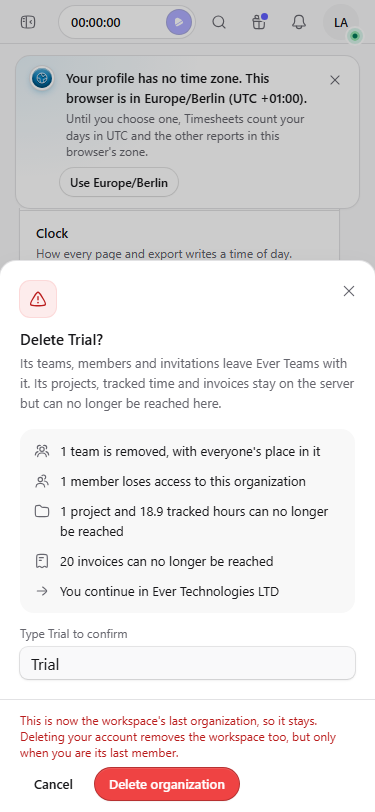 00:00:00
LA
Your profile has no time zone. This
browser is in Europe/Berlin (UTC +01:00).
Until you choose one, Timesheets count your
days in UTC and the other reports in this
browser's zone.
Use Europe/Berlin
Clock
How every page and export writes a time of day.
Delete Trial?
Its teams, members and invitations leave Ever Teams with
it. Its projects, tracked time and invoices stay on the server
but can no longer be reached here.
1 team is removed, with everyone's place in it
1 member loses access to this organization
1 project and 18.9 tracked hours can no longer
be reached
20 invoices can no longer be reached
You continue in Ever Technologies LTD
Type Trial to confirm
Trial
This is now the workspace's last organization, so it stays.
Deleting your account removes the workspace too, but only
when you are its last member.
Cancel
Delete organization